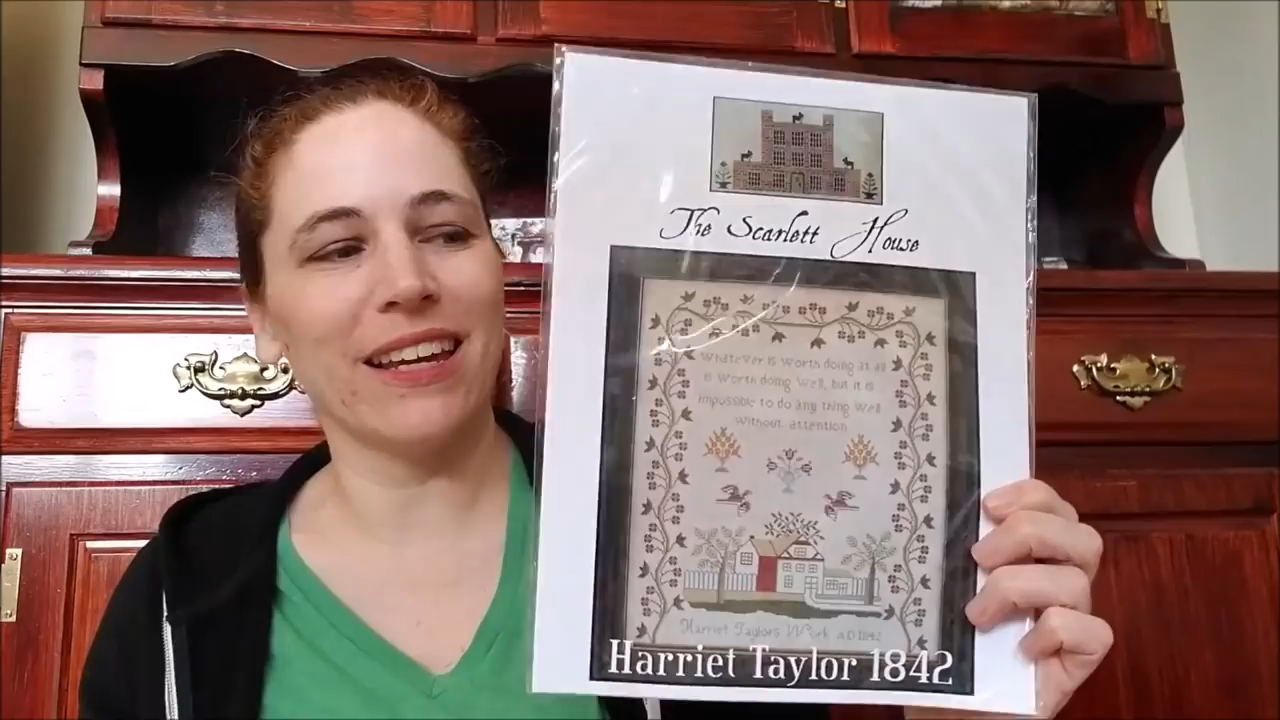 The Scarlett House
Whatever is Worth doing at all
is Worth doing Well, but it is
impossible to do any thing Well
Without attention
Harriet Taylors Work AD 1842
Harriet Taylor 1842